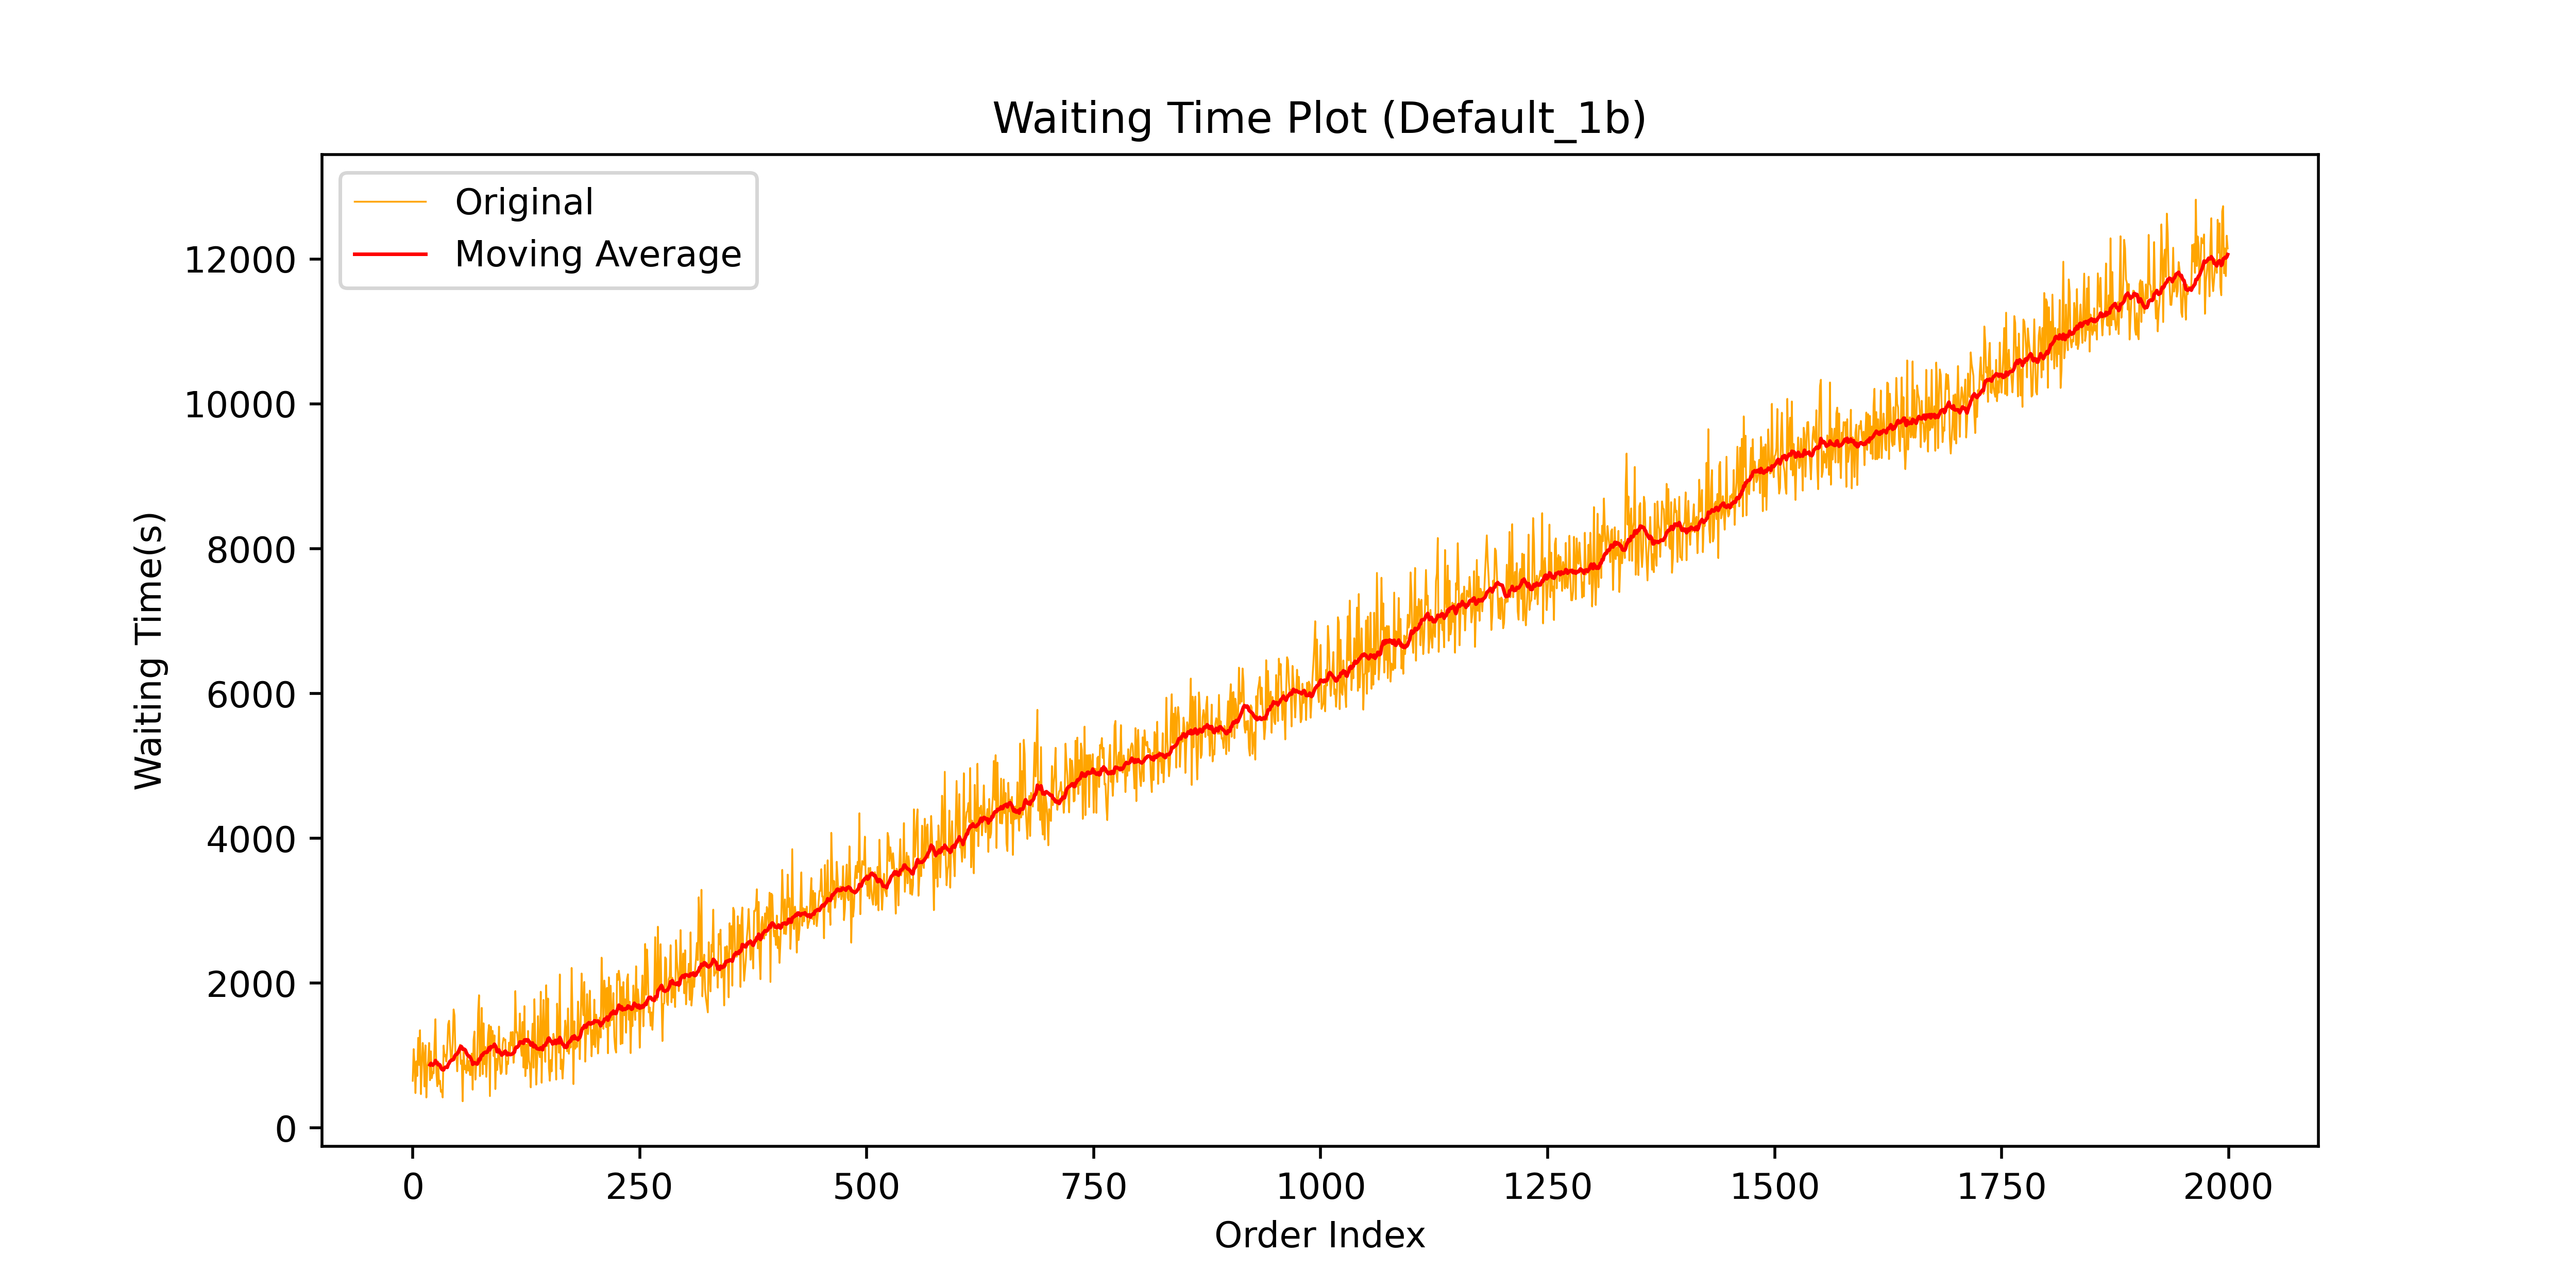 Waiting Time Plot (Default_1b)
Original
Moving Average
12000
10000
8000
6000
4000
2000
0
Waiting Time(s)
0 250 500 750 1000 1250 1500 1750 2000
Order Index